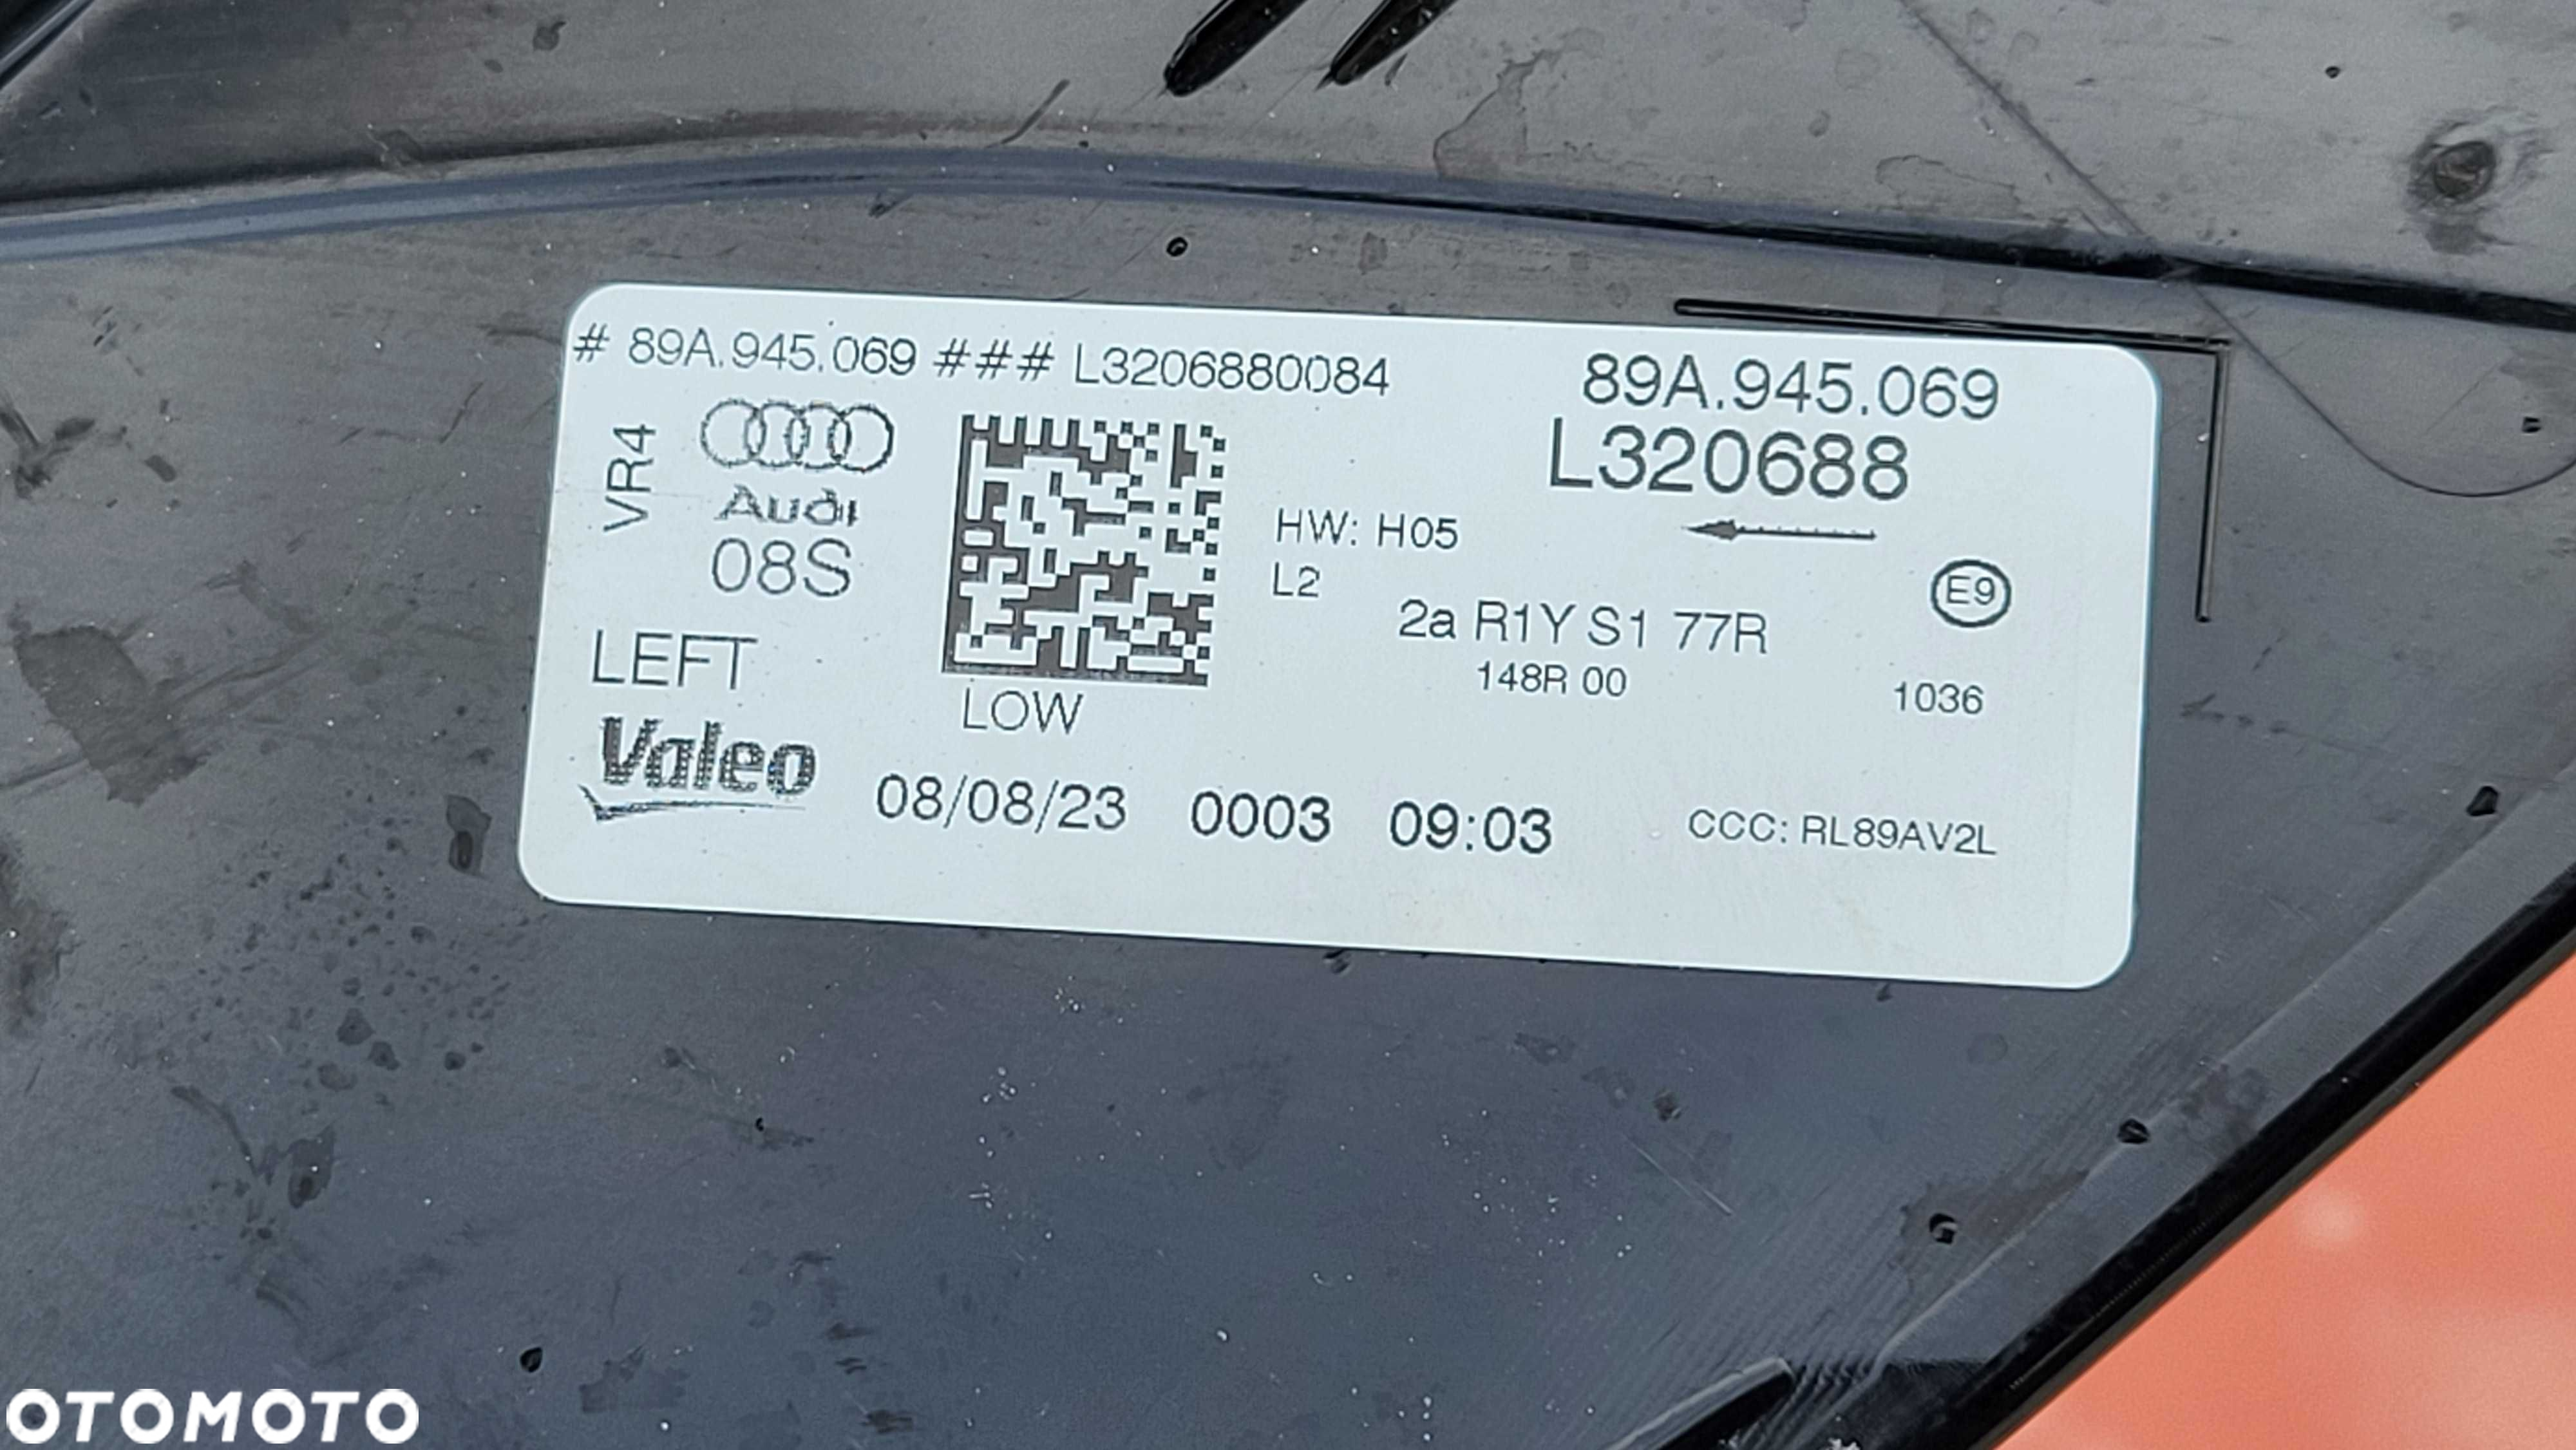 # 89A.945.069 ### L3206880084
89A.945.069
L320688
VR4
Audi
08S
HW: H05
L2
E9
2a R1Y S1 77R
148R 00
1036
LEFT
LOW
Valeo
08/08/23 0003 09:03
CCC: RL89AV2L
OTOMOTO